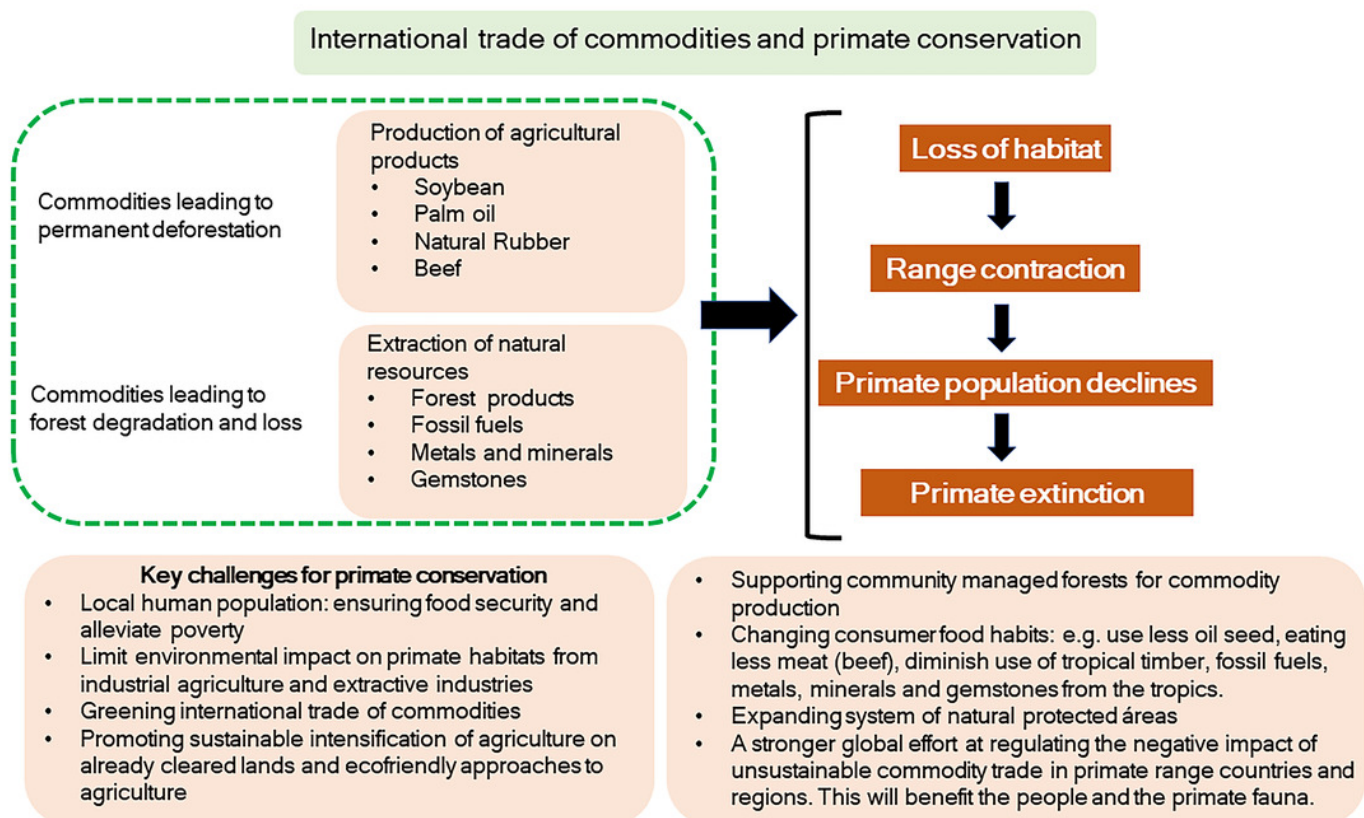 International trade of commodities and primate conservation
Commodities leading to
permanent deforestation
Production of agricultural
products
• Soybean
• Palm oil
• Natural Rubber
• Beef
Commodities leading to
forest degradation and loss
Extraction of natural
resources
• Forest products
• Fossil fuels
• Metals and minerals
• Gemstones
Loss of habitat
Range contraction
Primate population declines
Primate extinction
Key challenges for primate conservation
• Local human population: ensuring food security and
alleviate poverty
• Limit environmental impact on primate habitats from
industrial agriculture and extractive industries
• Greening international trade of commodities
• Promoting sustainable intensification of agriculture on
already cleared lands and ecofriendly approaches to
agriculture
• Supporting community managed forests for commodity
production
• Changing consumer food habits: e.g. use less oil seed, eating
less meat (beef), diminish use of tropical timber, fossil fuels,
metals, minerals and gemstones from the tropics.
• Expanding system of natural protected áreas
• A stronger global effort at regulating the negative impact of
unsustainable commodity trade in primate range countries and
regions. This will benefit the people and the primate fauna.